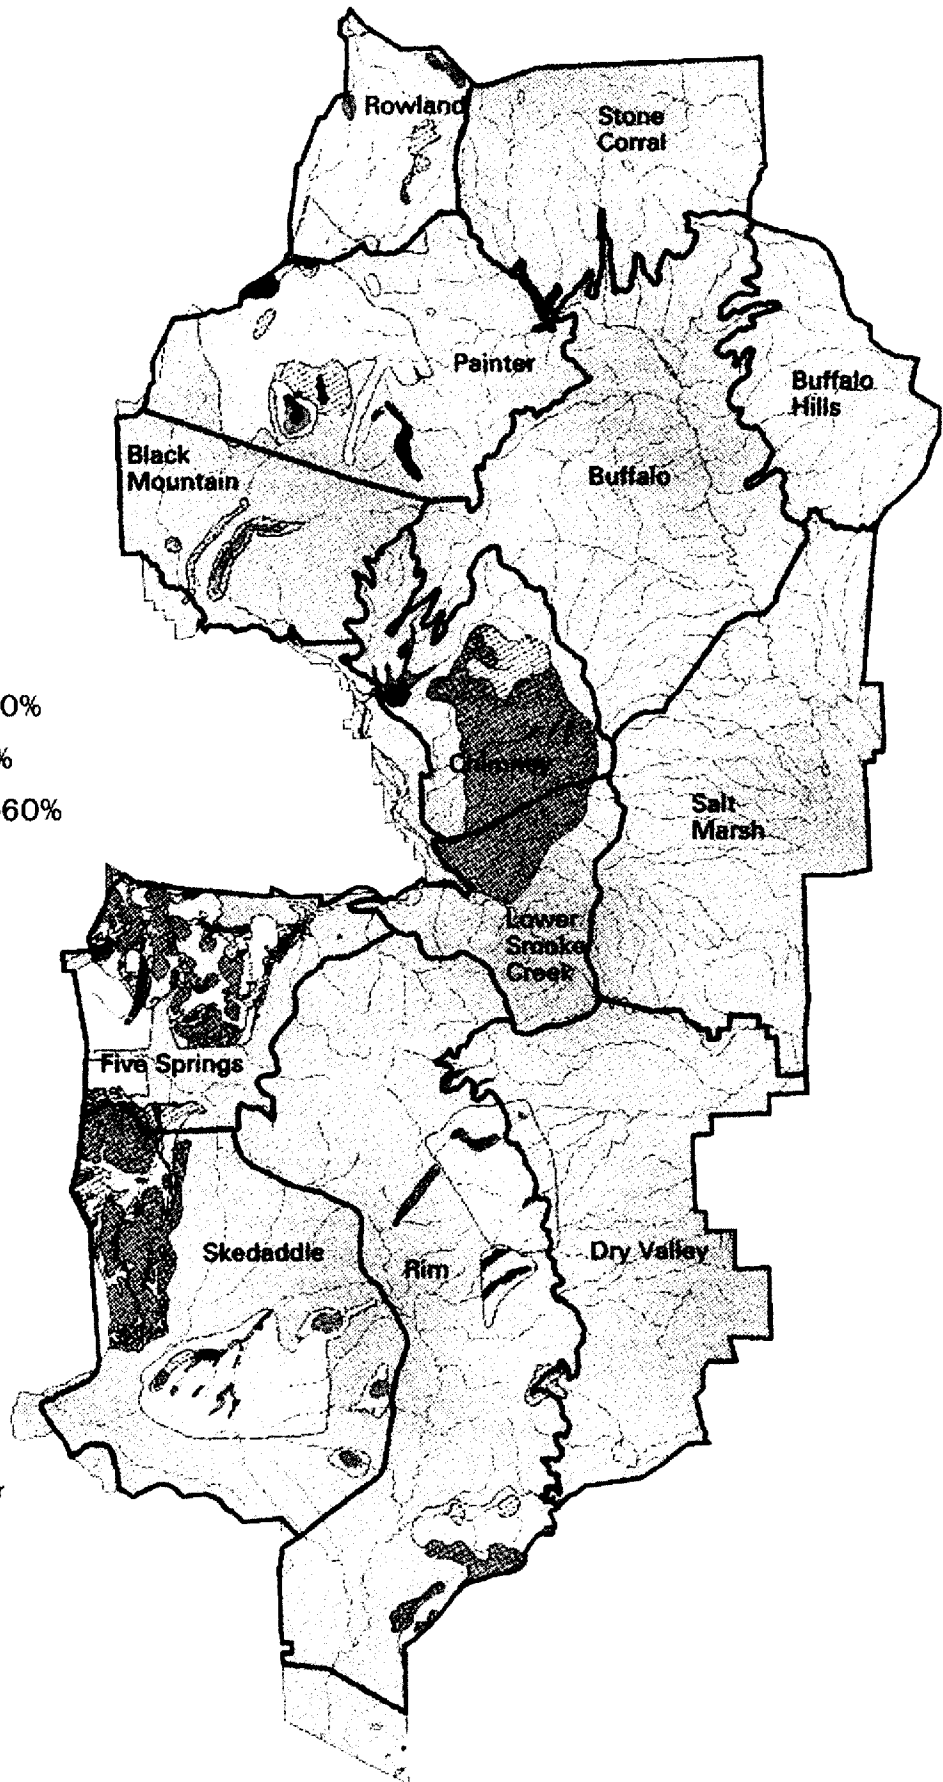 Rowland
Stone
Corral
Painter
Buffalo
Hills
Black
Mountain
Buffalo
0%
%
60%
Chimney
Salt
Marsh
Lower
Smoke
Creek
Five Springs
Skedaddle
Rim
Dry Valley